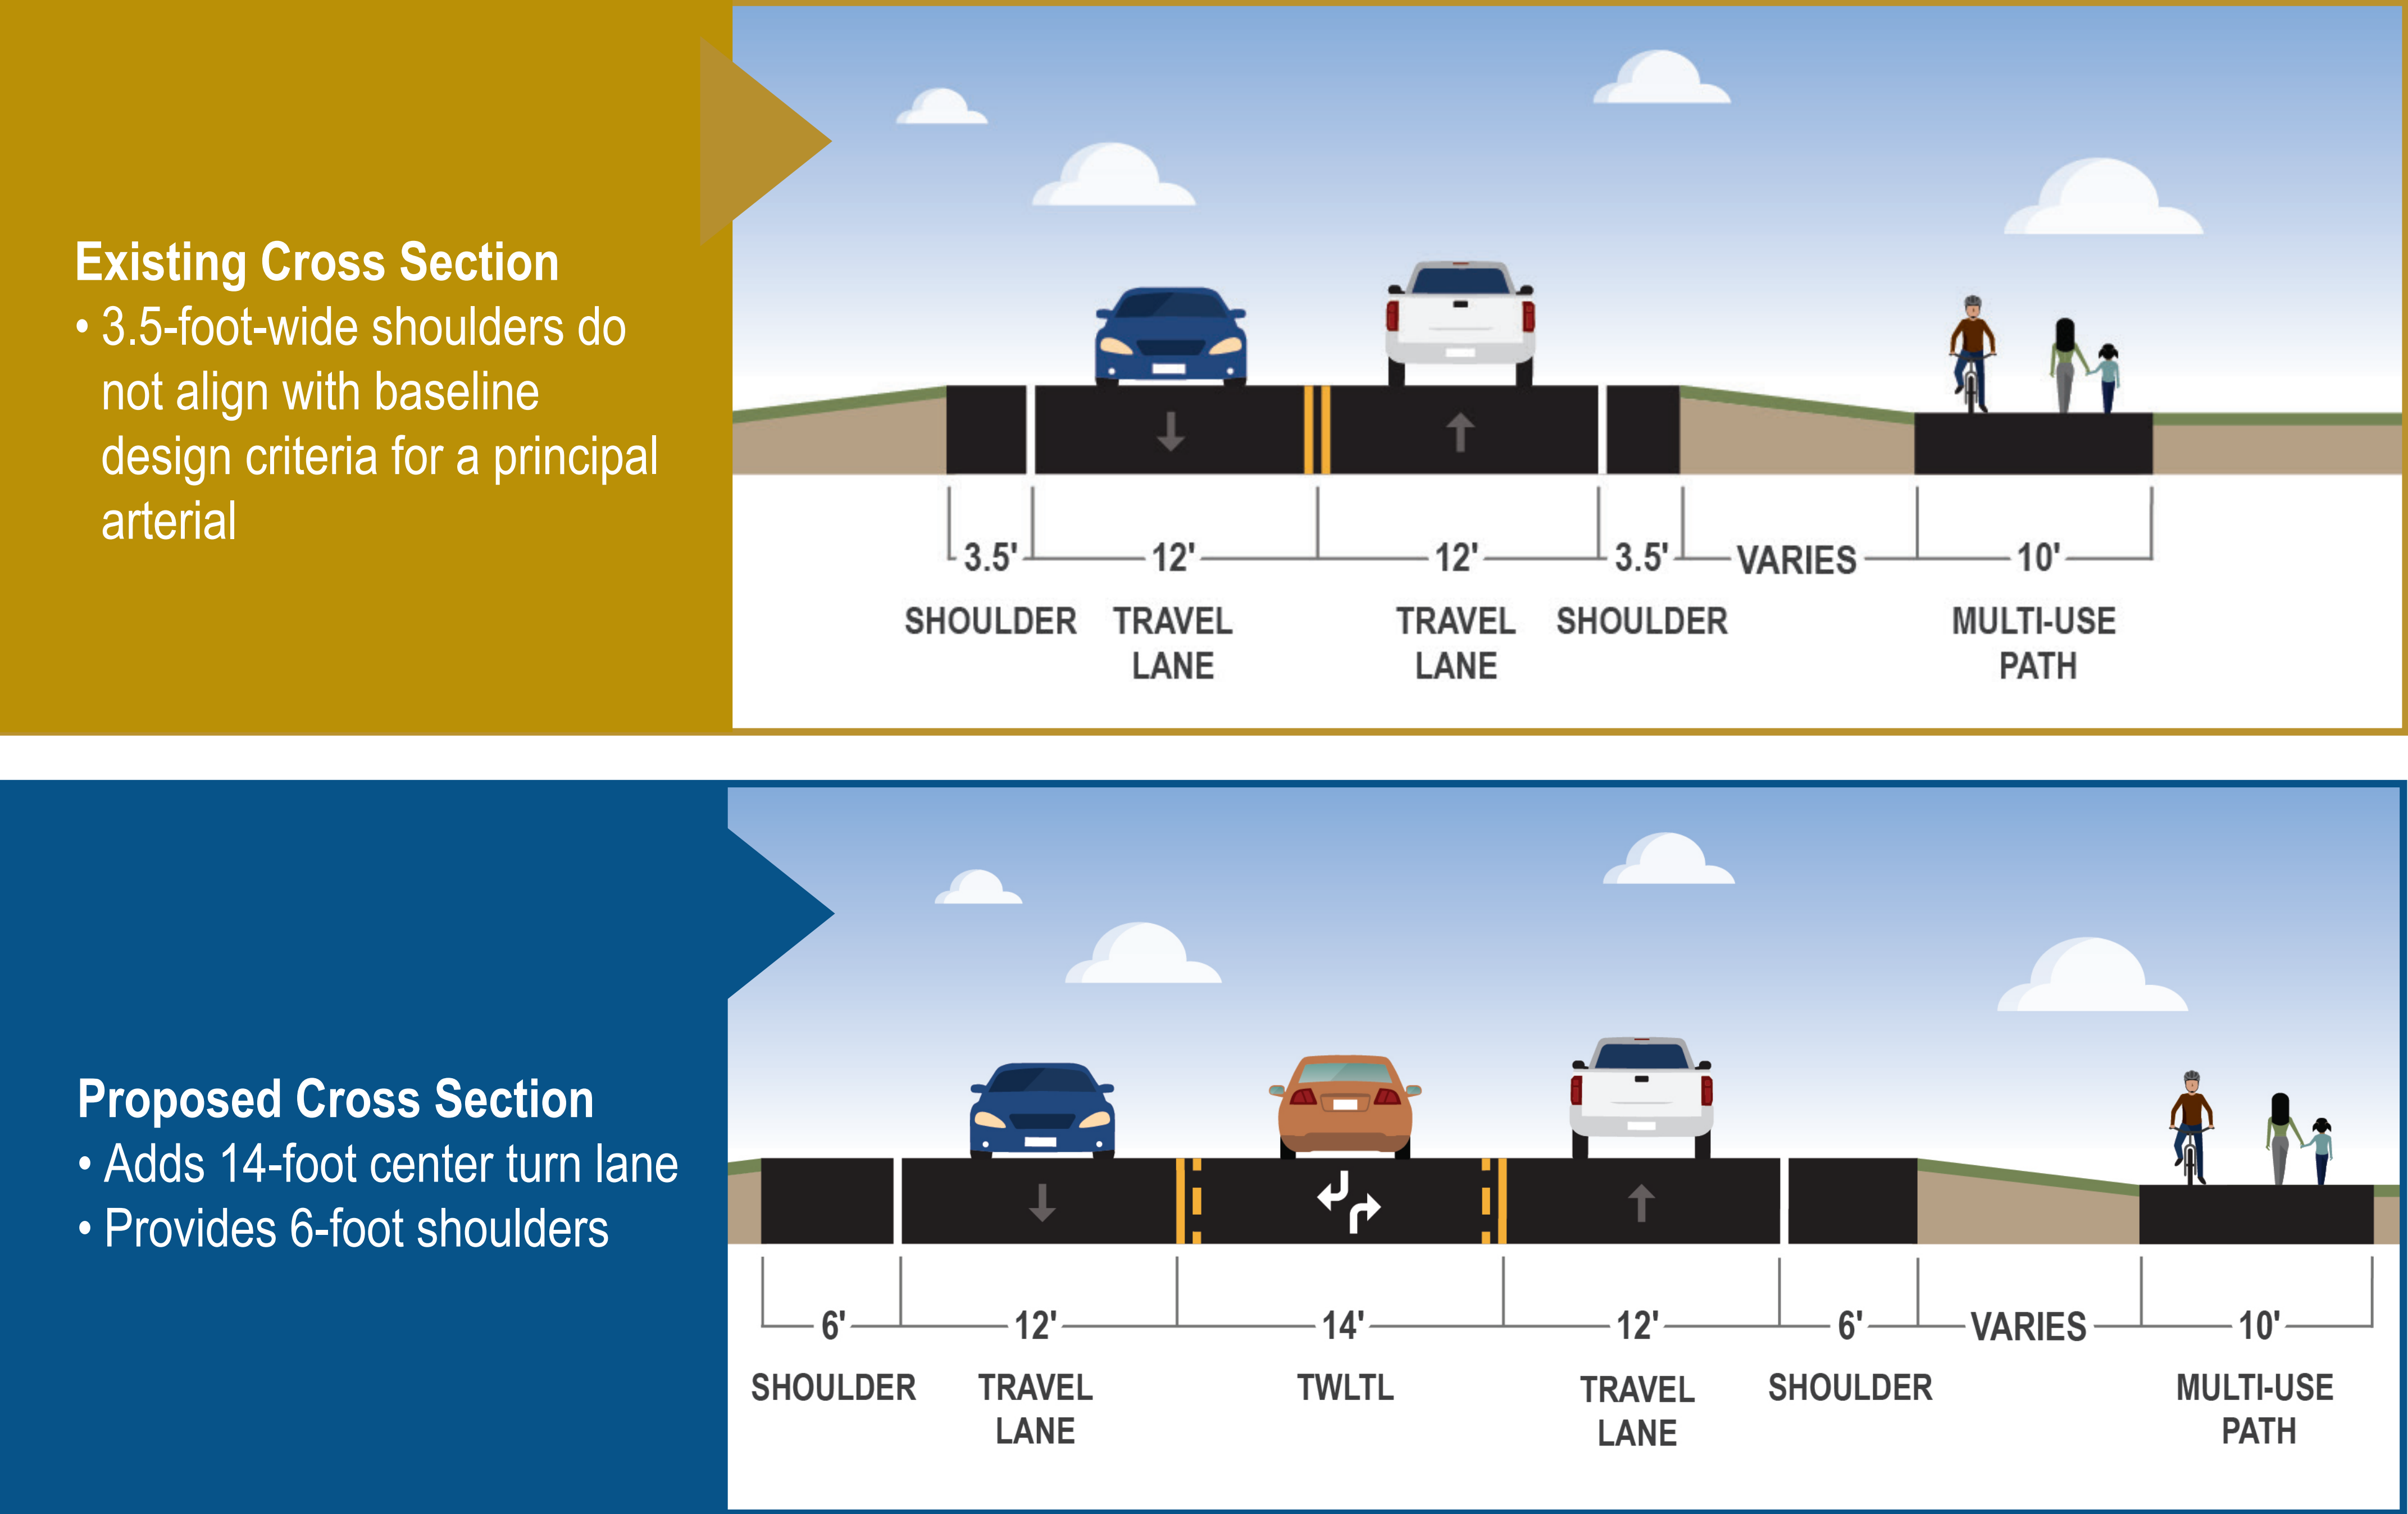 Existing Cross Section
• 3.5-foot-wide shoulders do
not align with baseline
design criteria for a principal
arterial
3.5' 12' 12' 3.5' VARIES 10'
SHOULDER TRAVEL TRAVEL SHOULDER MULTI-USE
LANE LANE PATH
Proposed Cross Section
• Adds 14-foot center turn lane
• Provides 6-foot shoulders
6' 12' 14' 12' 6' VARIES 10'
SHOULDER TRAVEL TWLTL TRAVEL SHOULDER MULTI-USE
LANE LANE PATH